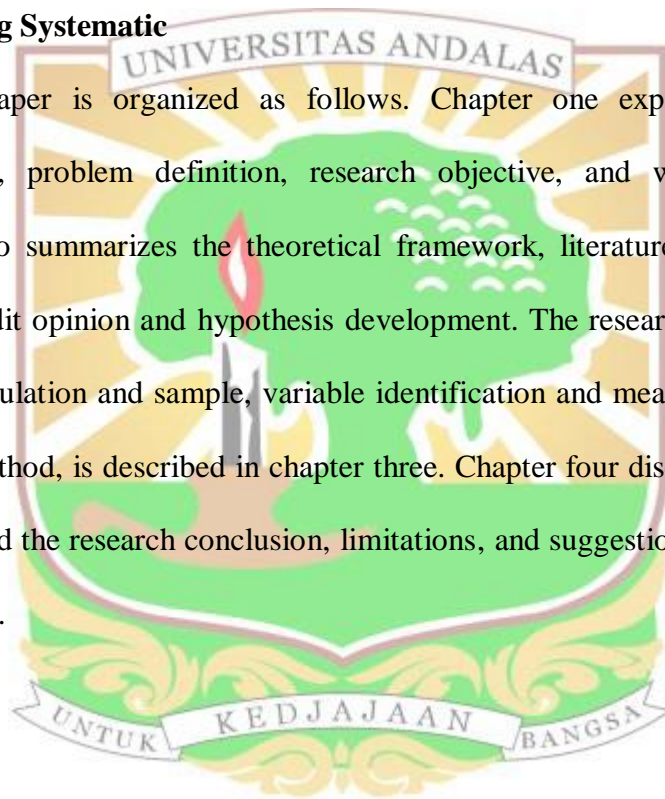 g Systematic
UNIVERSITAS ANDALAS
aper is organized as follows. Chapter one exp
, problem definition, research objective, and w
o summarizes the theoretical framework, literature
dit opinion and hypothesis development. The resear
ulation and sample, variable identification and mea
thod, is described in chapter three. Chapter four dis
d the research conclusion, limitations, and suggestio
.
UNTUK KEDJAJAAN BANGSA